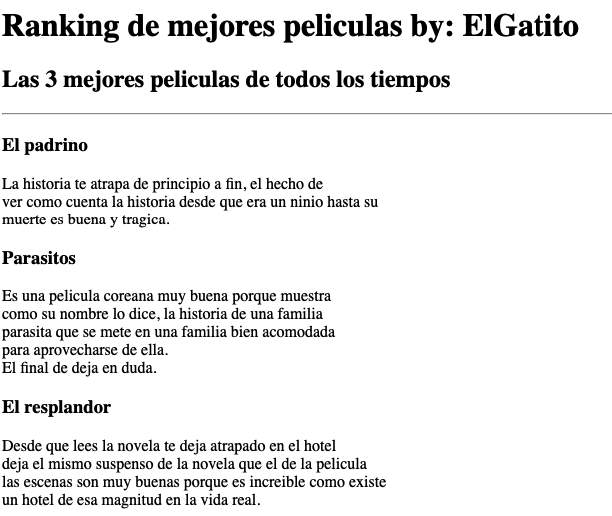 Ranking de mejores peliculas by: ElGatito
Las 3 mejores peliculas de todos los tiempos
El padrino
La historia te atrapa de principio a fin, el hecho de
ver como cuenta la historia desde que era un ninio hasta su
muerte es buena y tragica.
Parasitos
Es una pelicula coreana muy buena porque muestra
como su nombre lo dice, la historia de una familia
parasita que se mete en una familia bien acomodada
para aprovecharse de ella.
El final de deja en duda.
El resplandor
Desde que lees la novela te deja atrapado en el hotel
deja el mismo suspenso de la novela que el de la pelicula
las escenas son muy buenas porque es increible como existe
un hotel de esa magnitud en la vida real.